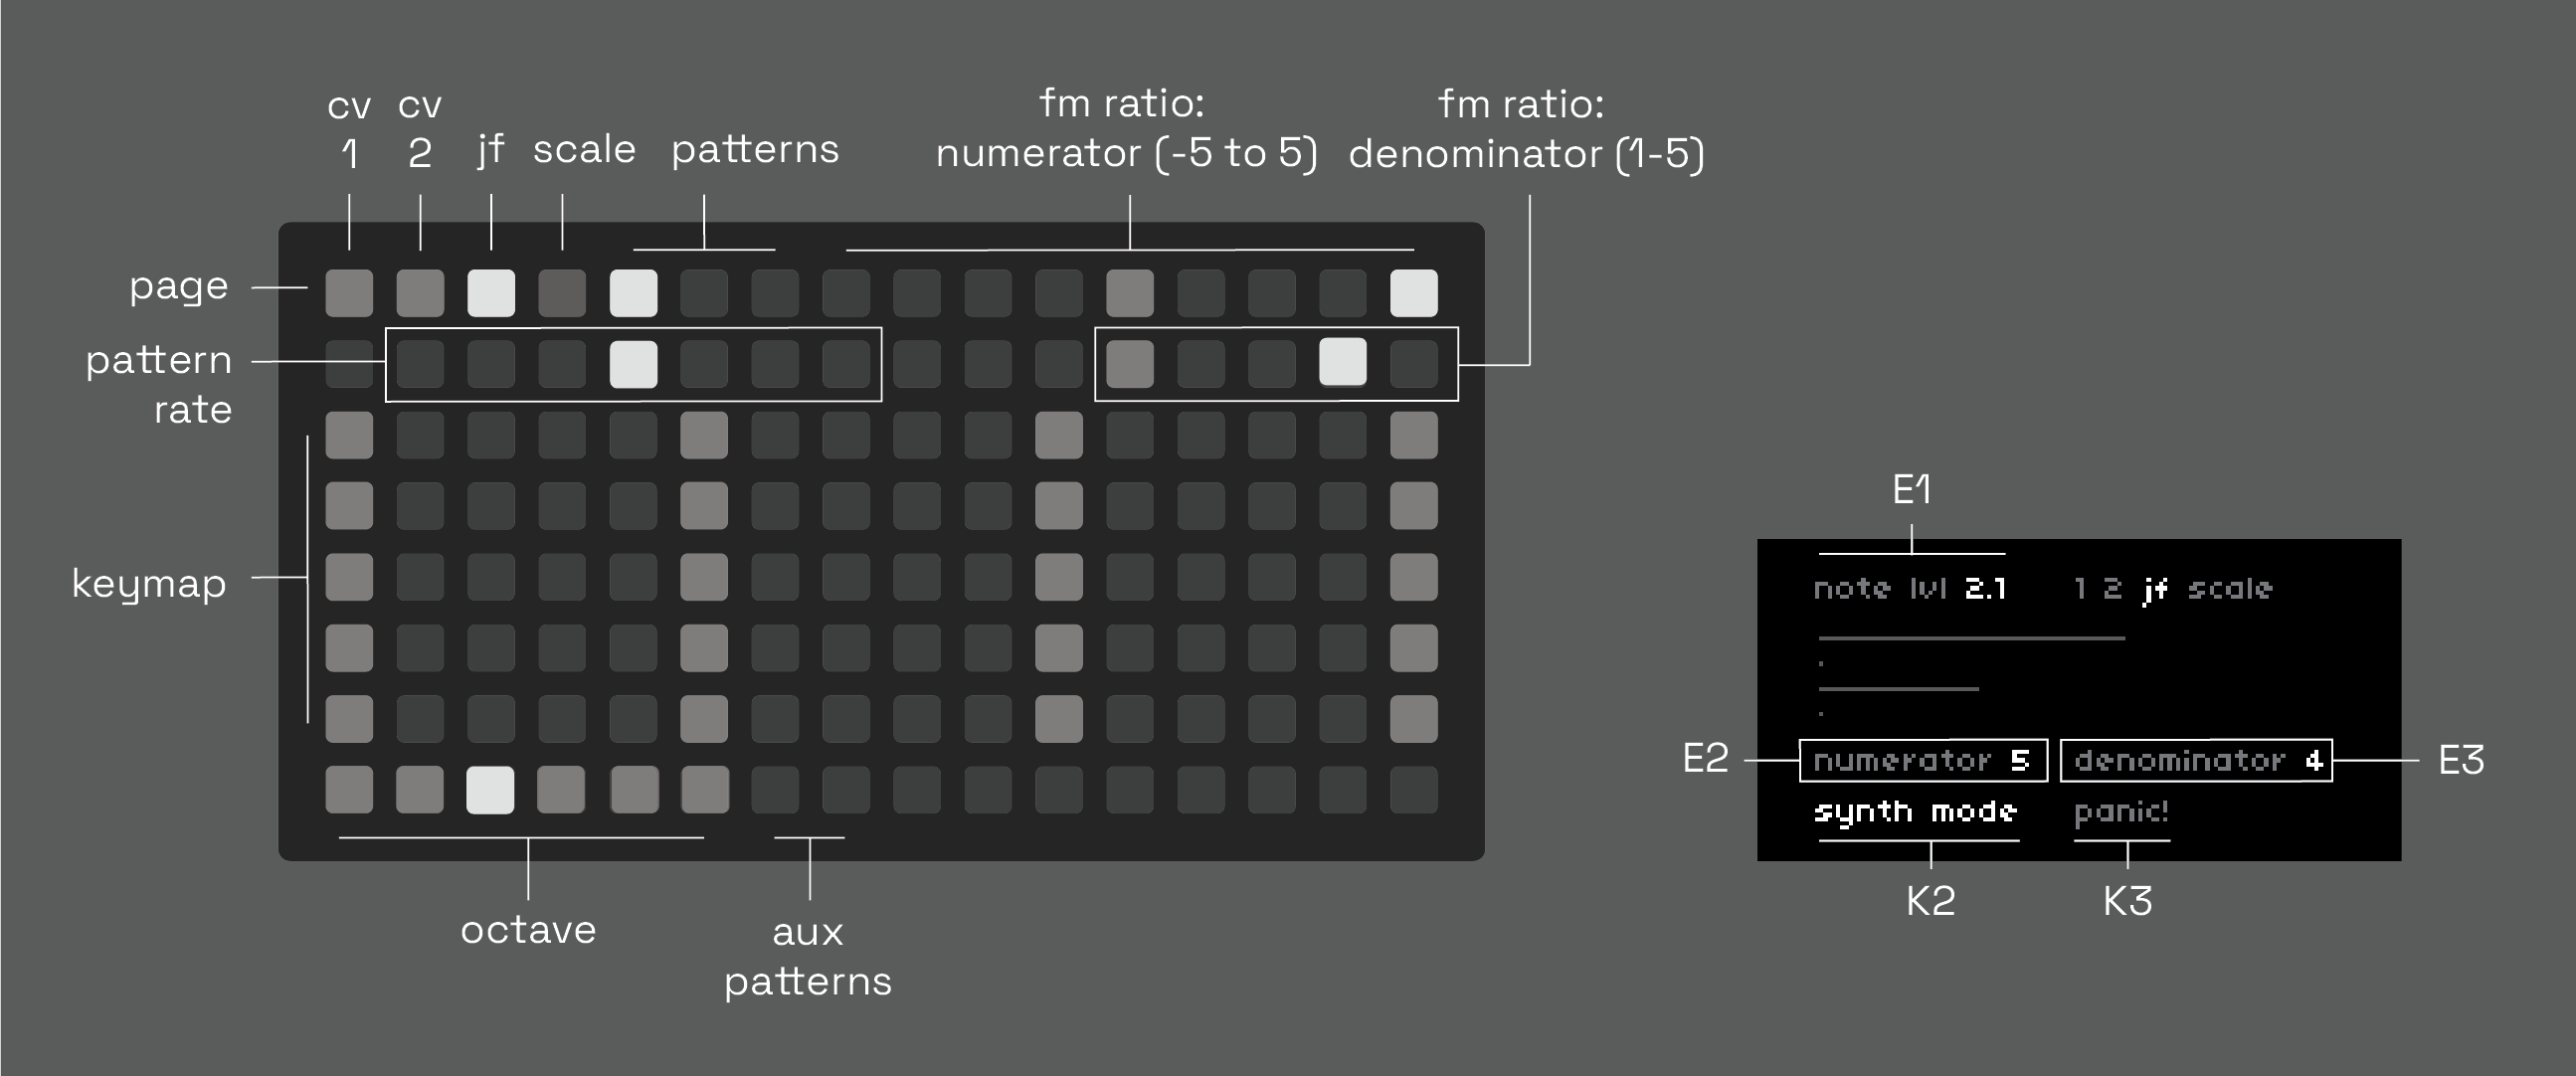 cv
1
cv
2
jf
scale
patterns
fm ratio:
numerator (-5 to 5)
fm ratio:
denominator (1-5)
page
pattern
rate
keymap
octave
aux
patterns
E1
note lvl 2.1 1 2 jf scale
E2
numerator 5 denominator 4
E3
synth mode panic!
K2
K3